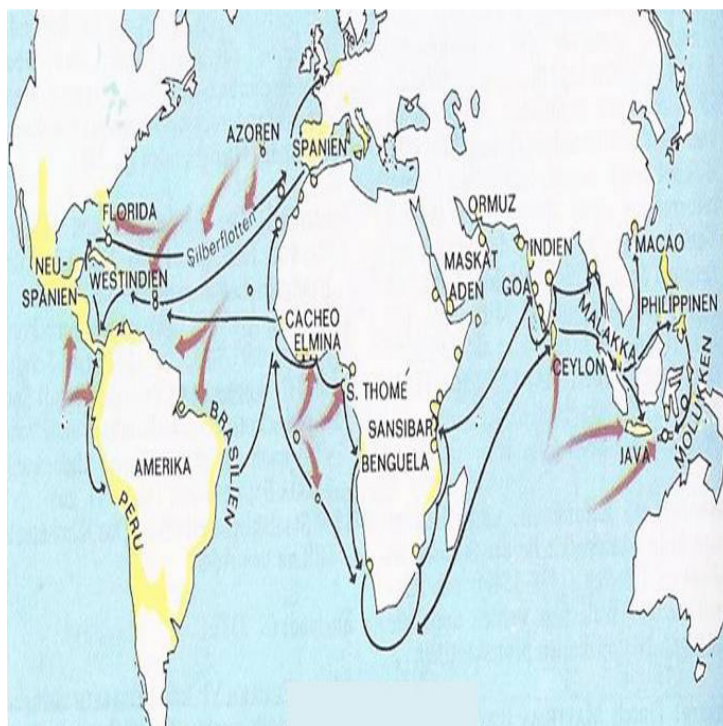 AZOREN
SPANIEN
FLORIDA
Silberflotten
NEU-
SPANIEN
WESTINDIEN
CACHEO
ELMINA
S. THOMÉ
SANSIBAR
BENGUELA
AMERIKA
BRASILIEN
PERU
ORMUZ
MASKAT
ADEN
INDIEN
GOA
MACAO
MALAKKA
PHILIPPINEN
CEYLON
JAVA
MOLUKKEN